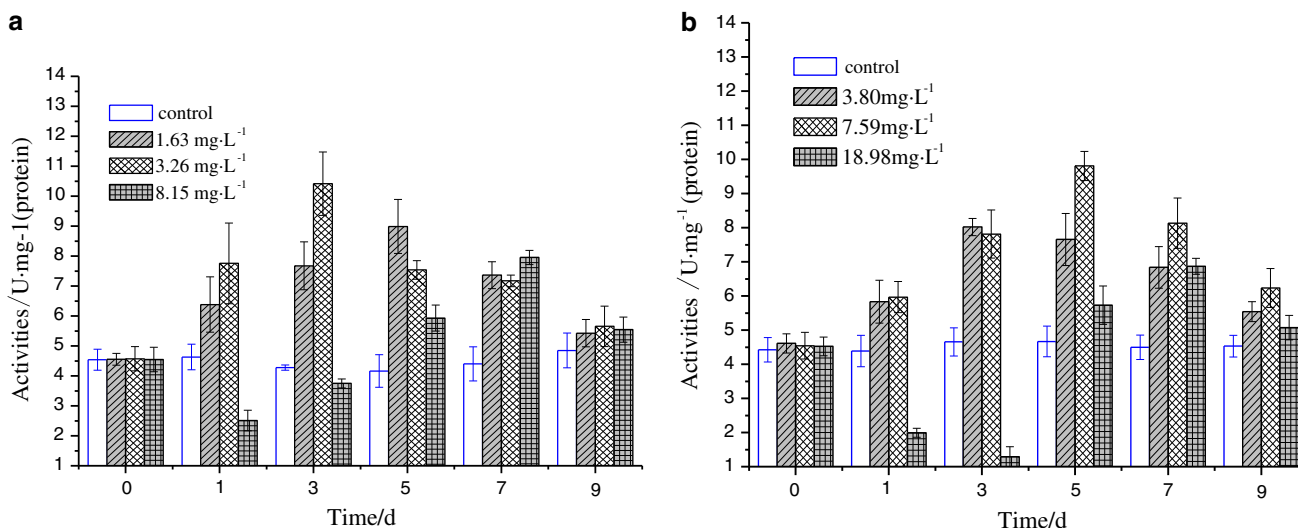 a
Activities/U·mg-1(protein)
14
13
12
11
10
9
8
7
6
5
4
3
2
1
control
1.63 mg·L⁻¹
3.26 mg·L⁻¹
8.15 mg·L⁻¹
0 1 3 5 7 9
Time/d
b
Activities /U·mg⁻¹(protein)
14
13
12
11
10
9
8
7
6
5
4
3
2
1
control
3.80mg·L⁻¹
7.59mg·L⁻¹
18.98mg·L⁻¹
0 1 3 5 7 9
Time/d